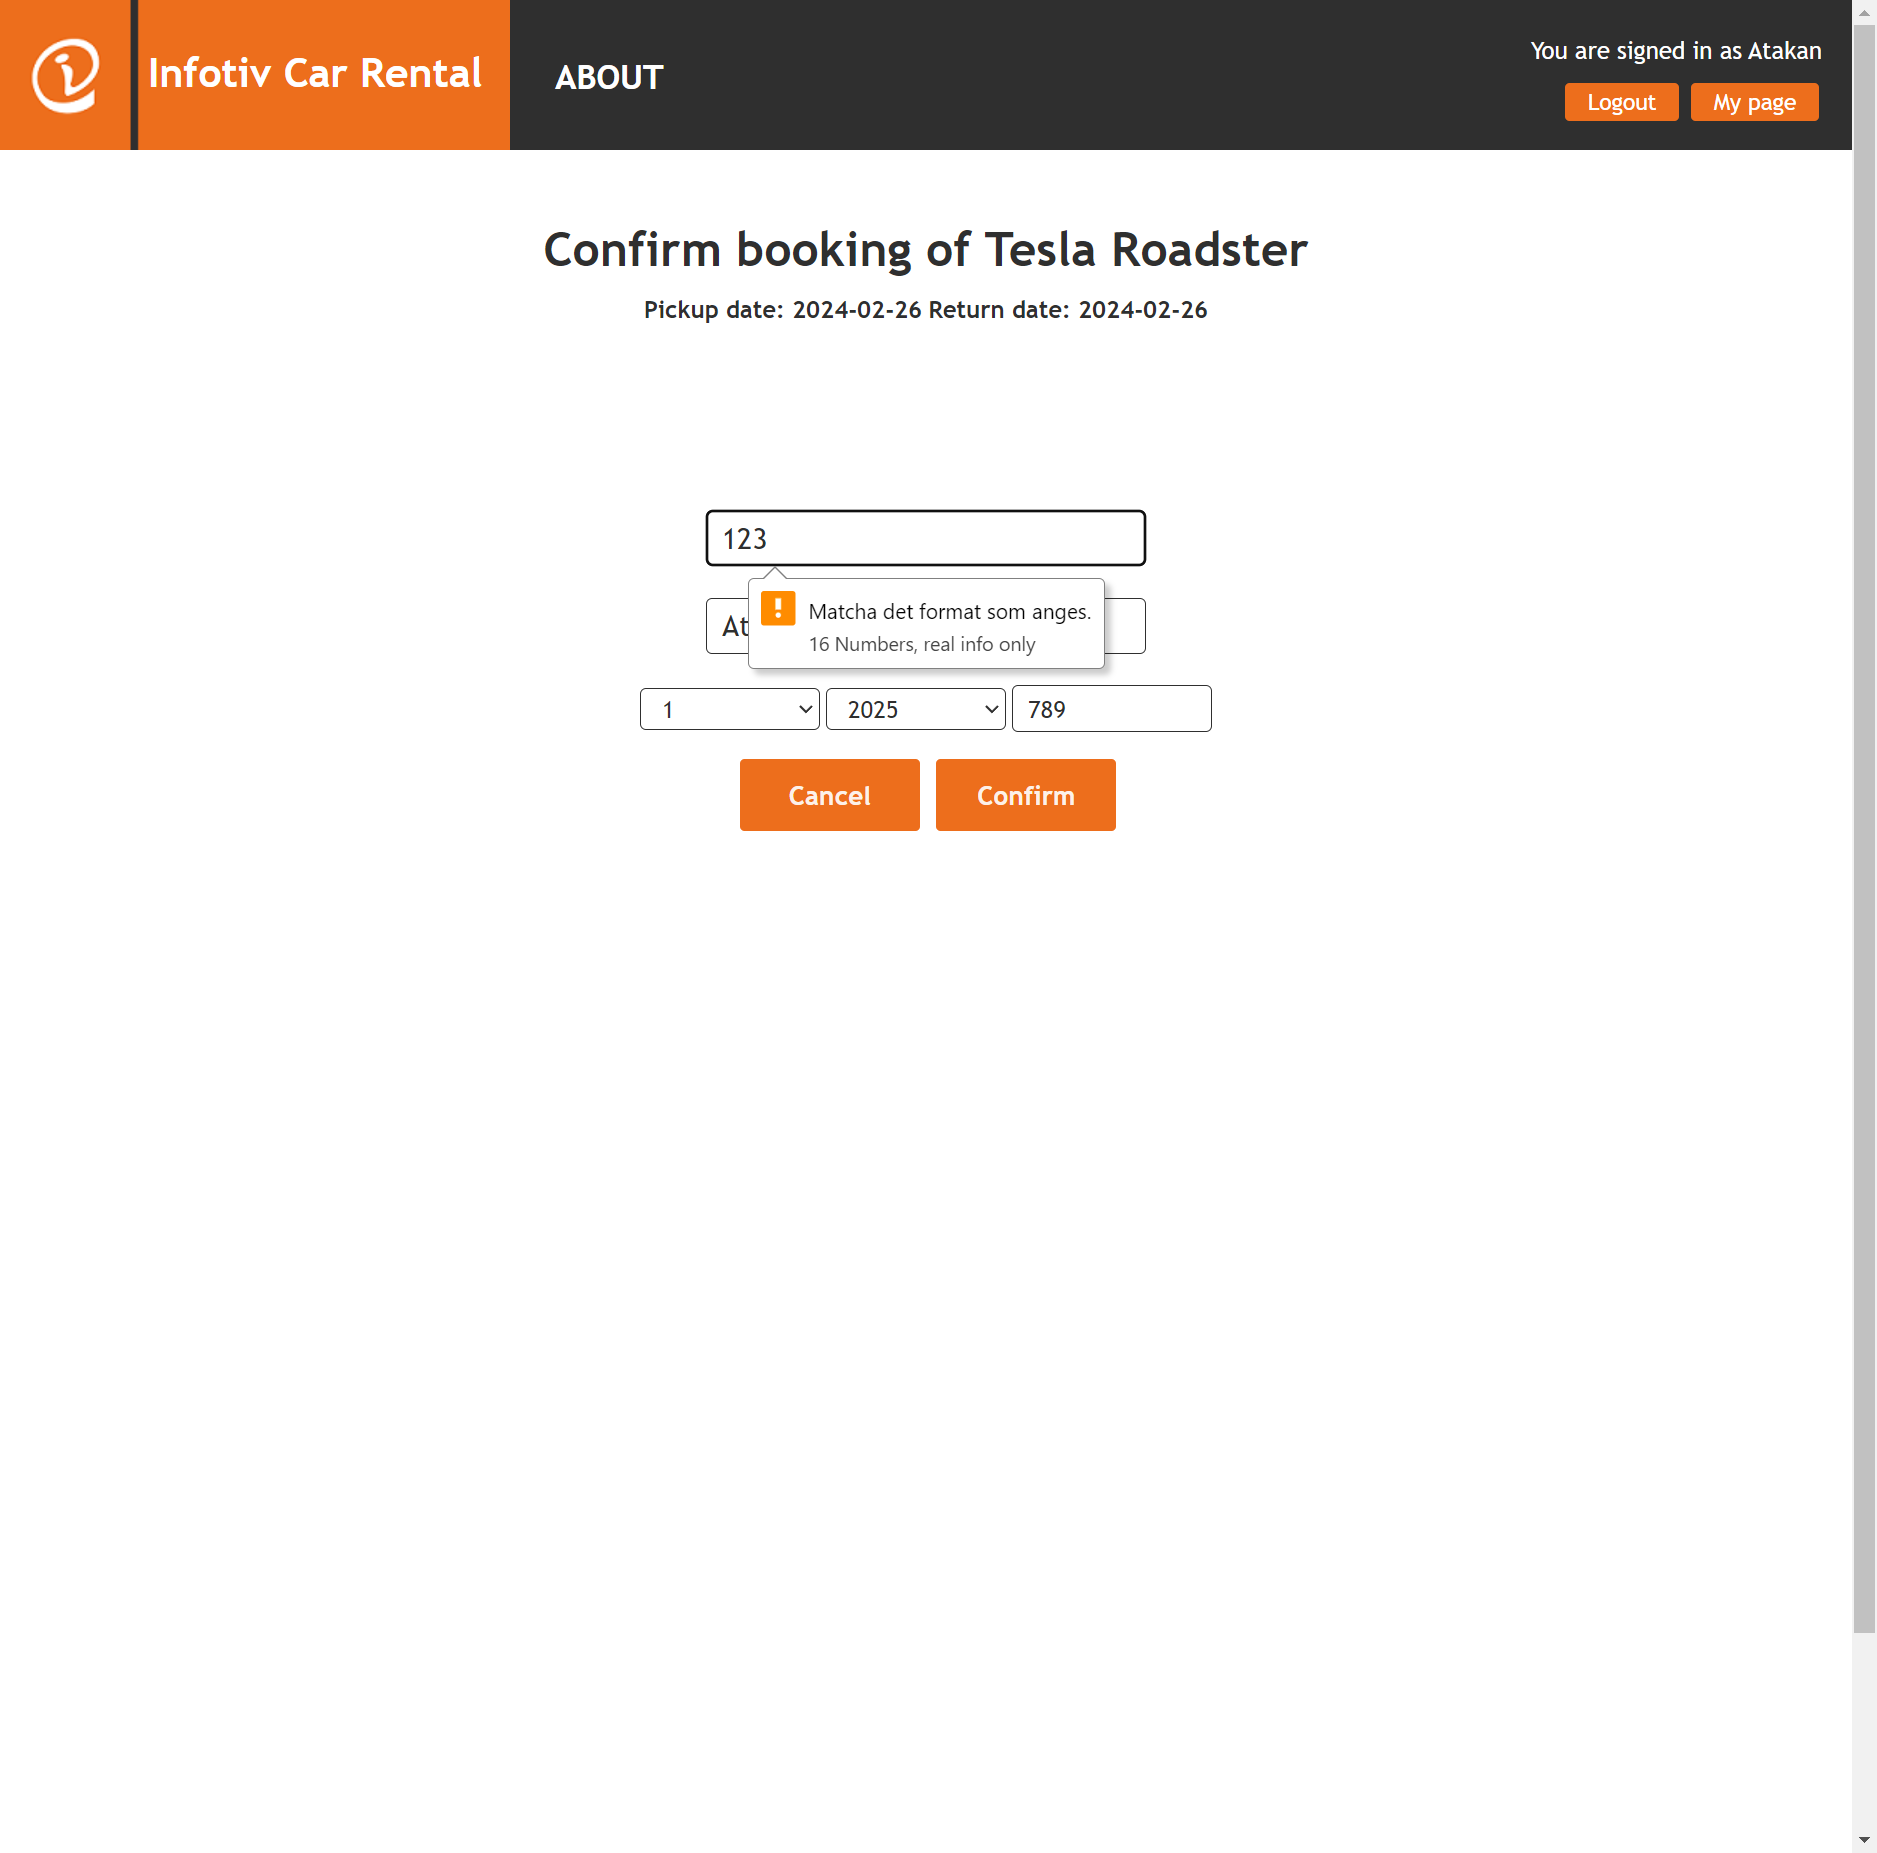 Infotiv Car Rental
ABOUT
You are signed in as Atakan
Logout
My page
Confirm booking of Tesla Roadster
Pickup date: 2024-02-26 Return date: 2024-02-26
123
Matcha det format som anges.
16 Numbers, real info only
At
1
2025
789
Cancel
Confirm